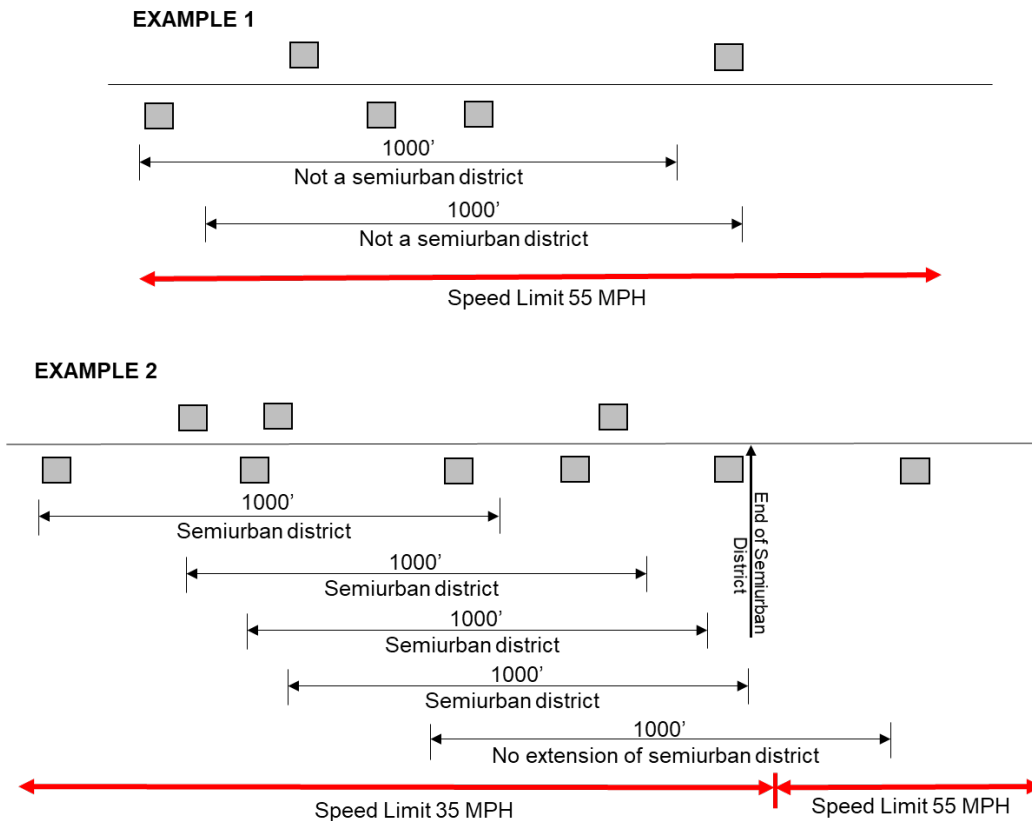 EXAMPLE 1
1000’
Not a semiurban district
1000’
Not a semiurban district
Speed Limit 55 MPH
EXAMPLE 2
1000’
Semiurban district
1000’
Semiurban district
1000’
Semiurban district
1000’
Semiurban district
End of Semiurban
District
1000’
No extension of semiurban district
Speed Limit 35 MPH
Speed Limit 55 MPH